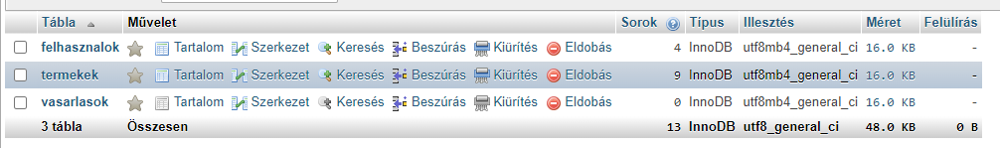 Tábla Művelet Sorok Típus Illesztés Méret Felülírás
felhasznalok Tartalom Szerkezet Keresés Beszúrás Kiürítés Eldobás 4 InnoDB utf8mb4_general_ci 16.0 KB -
termekek Tartalom Szerkezet Keresés Beszúrás Kiürítés Eldobás 9 InnoDB utf8mb4_general_ci 16.0 KB -
vasarlasok Tartalom Szerkezet Keresés Beszúrás Kiürítés Eldobás 0 InnoDB utf8mb4_general_ci 16.0 KB -
3 tábla Összesen 13 InnoDB utf8_general_ci 48.0 KB 0 B